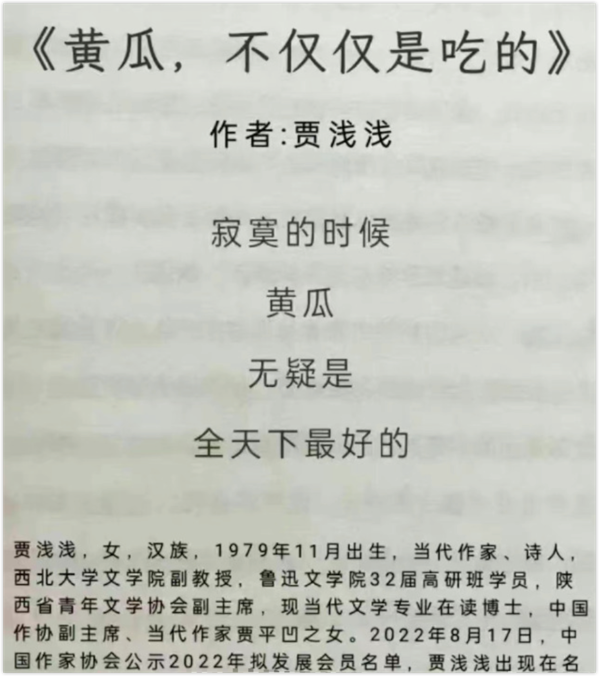 《黄瓜，不仅仅是吃的》
作者:贾浅浅
寂寞的时候
黄瓜
无疑是
全天下最好的
贾浅浅，女，汉族，1979年11月出生，当代作家、诗人，
西北大学文学院副教授，鲁迅文学院32届高研班学员，陕
西省青年文学协会副主席，现当代文学专业在读博士，中国
作协副主席、当代作家贾平凹之女。2022年8月17日，中
国作家协会公示2022年拟发展会员名单，贾浅浅出现在名